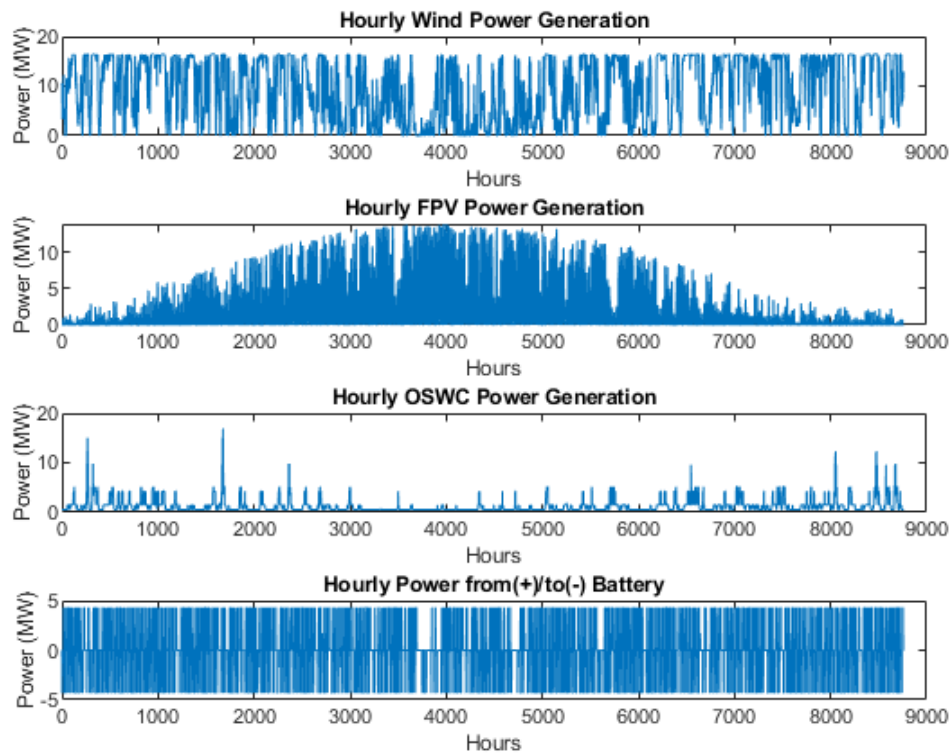 Hourly Wind Power Generation
20
10
0
Power (MW)
0 1000 2000 3000 4000 5000 6000 7000 8000 9000
Hours
Hourly FPV Power Generation
10
5
0
Power (MW)
0 1000 2000 3000 4000 5000 6000 7000 8000 9000
Hours
Hourly OSWC Power Generation
20
10
0
Power (MW)
0 1000 2000 3000 4000 5000 6000 7000 8000 9000
Hours
Hourly Power from(+)/to(-) Battery
5
0
-5
Power (MW)
0 1000 2000 3000 4000 5000 6000 7000 8000 9000
Hours